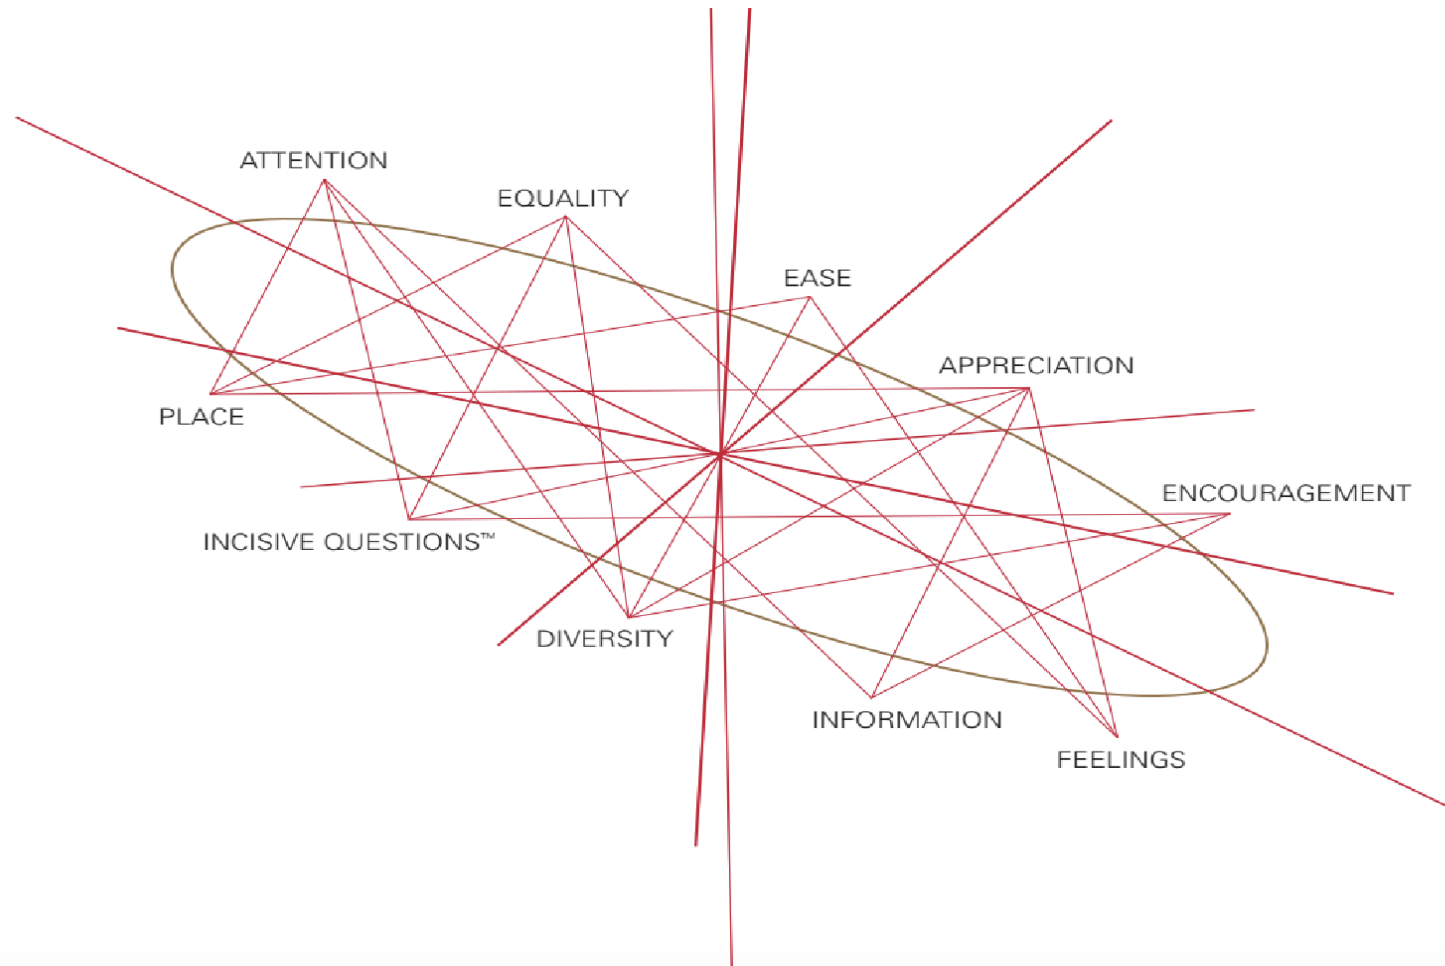 ATTENTION
EQUALITY
EASE
APPRECIATION
PLACE
ENCOURAGEMENT
INCISIVE QUESTIONS™
DIVERSITY
INFORMATION
FEELINGS